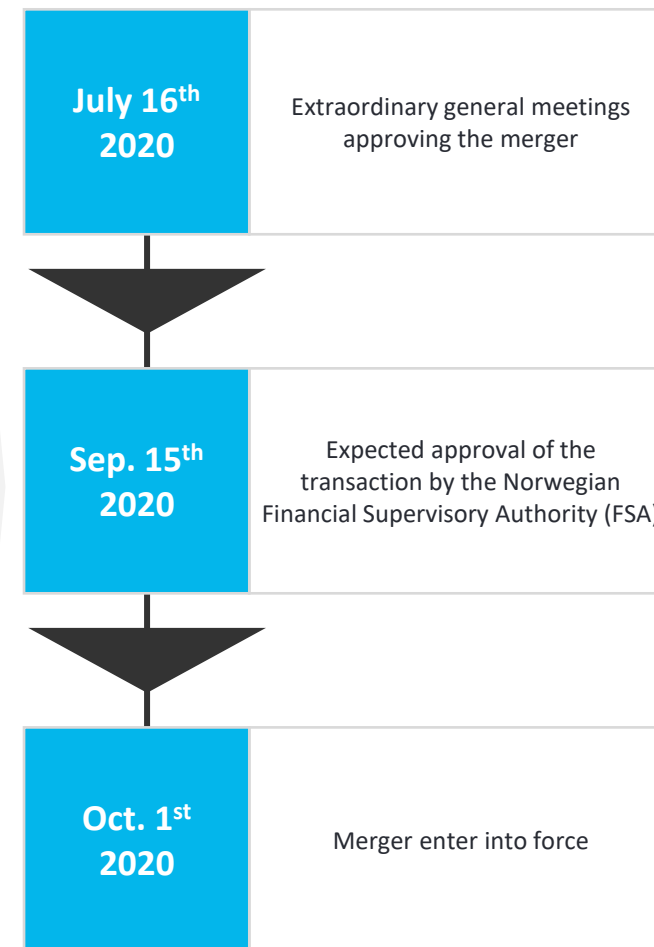 July 16th
2020
Extraordinary general meetings
approving the merger
Sep. 15th
2020
Expected approval of the
transaction by the Norwegian
Financial Supervisory Authority (FSA)
Oct. 1st
2020
Merger enter into force